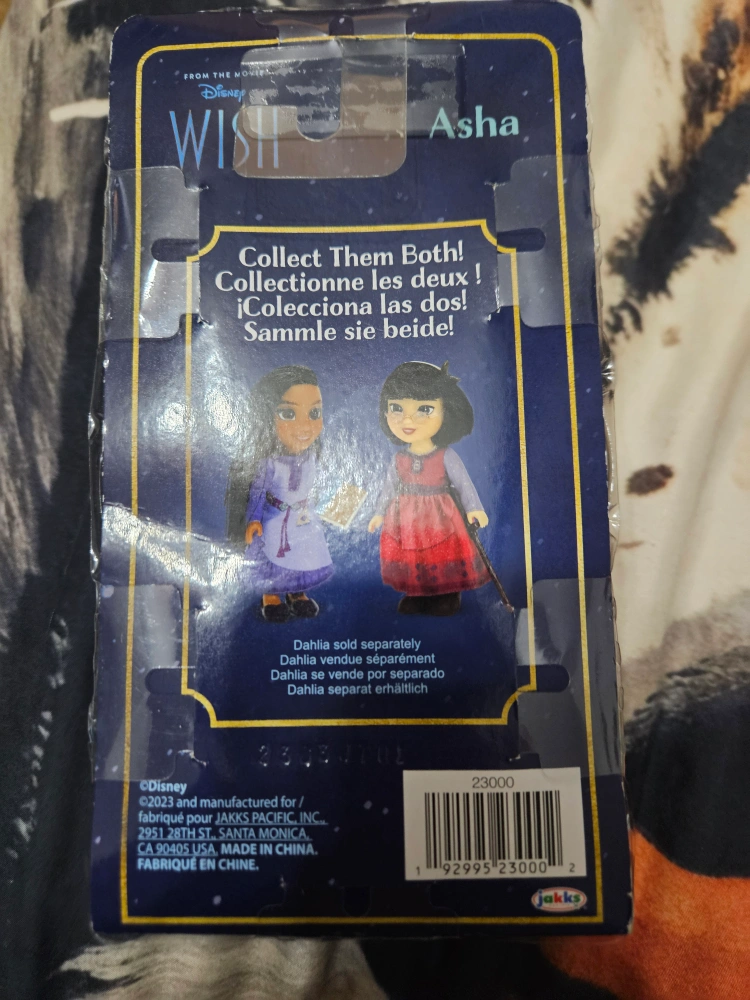 FROM THE MOVIE
Disney
WISH
Asha
Collect Them Both!
Collectionne les deux !
¡Colecciona las dos!
Sammle sie beide!
Dahlia sold separately
Dahlia vendue séparément
Dahlia se vende por separado
Dahlia separat erhältlich
©Disney
©2023 and manufactured for /
fabriqué pour JAKKS PACIFIC, INC.,
2951 28TH ST., SANTA MONICA,
CA 90405 USA. MADE IN CHINA.
FABRIQUÉ EN CHINE.
23000
1 92995 23000 2
jakks